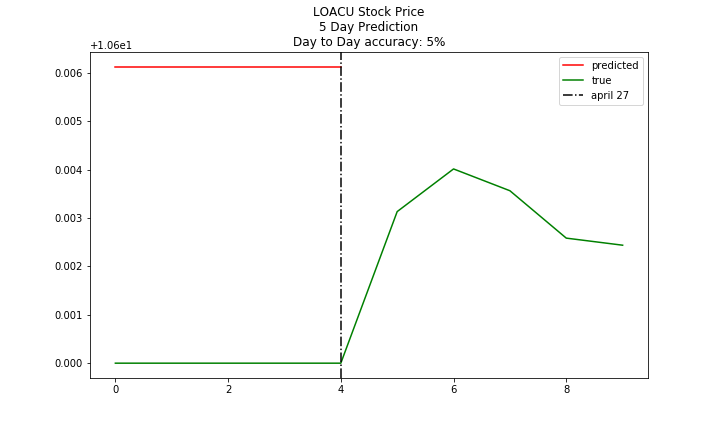 LOACU Stock Price
5 Day Prediction
Day to Day accuracy: 5%
+1.06e1
0.006
0.005
0.004
0.003
0.002
0.001
0.000
0 2 4 6 8
predicted
true
april 27